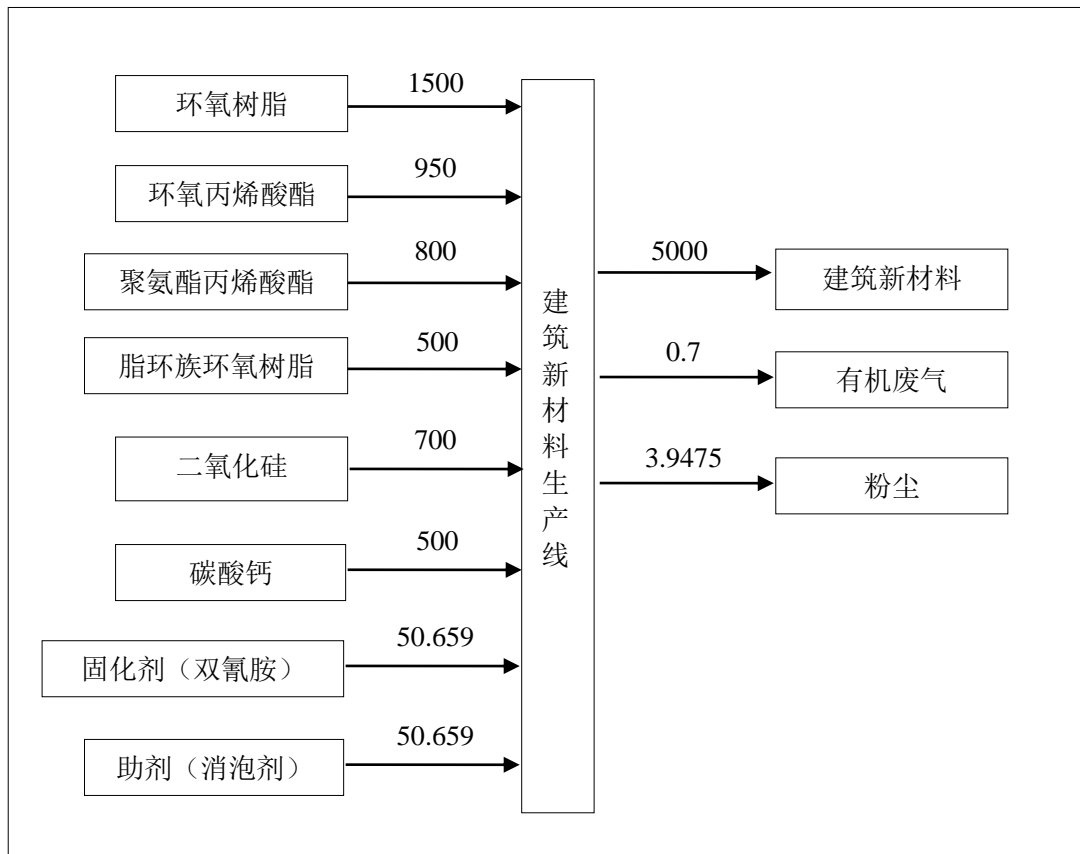 环氧树脂
1500
环氧丙烯酸酯
950
聚氨酯丙烯酸酯
800
脂环族环氧树脂
500
二氧化硅
700
碳酸钙
500
固化剂（双氰胺）
50.659
助剂（消泡剂）
50.659
建筑新材料生产线
5000
建筑新材料
0.7
有机废气
3.9475
粉尘